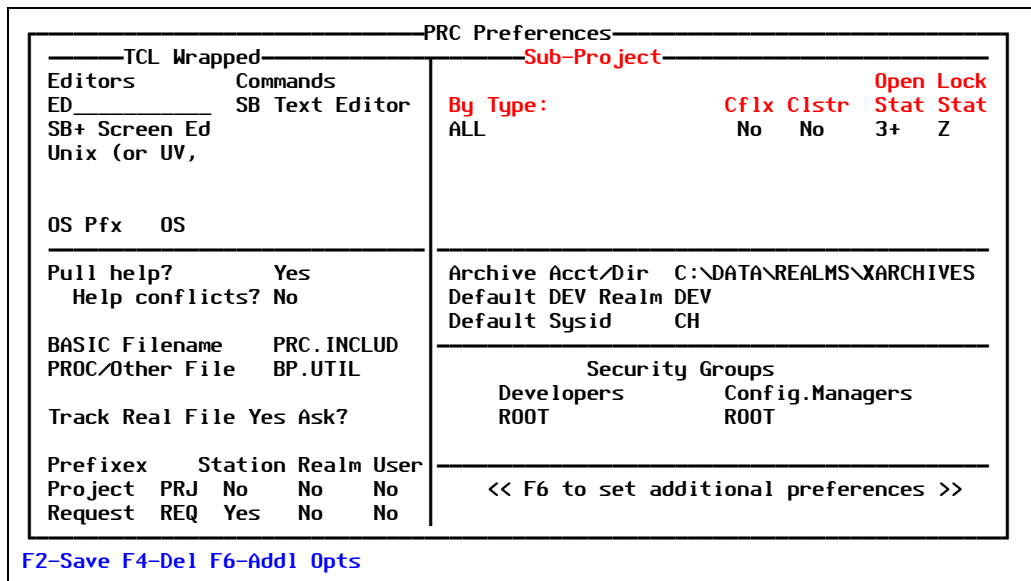 PRC Preferences
TCL Wrapped
Editors Commands
ED___________ SB Text Editor
SB+ Screen Ed
Unix (or UV,
OS Pfx OS
Sub-Project
Open Lock
By Type: Cflx Clstr Stat Stat
ALL No No 3+ Z
Pull help? Yes
Help conflicts? No
BASIC Filename PRC.INCLUD
PROC/Other File BP.UTIL
Track Real File Yes Ask?
Prefixex Station Realm User
Project PRJ No No No
Request REQ Yes No No
Archive Acct/Dir C:\DATA\REALMS\XARCHIVES
Default DEV Realm DEV
Default Sysid CH
Security Groups
Developers Config.Managers
ROOT ROOT
<< F6 to set additional preferences >>
F2-Save F4-Del F6-Addl Opts